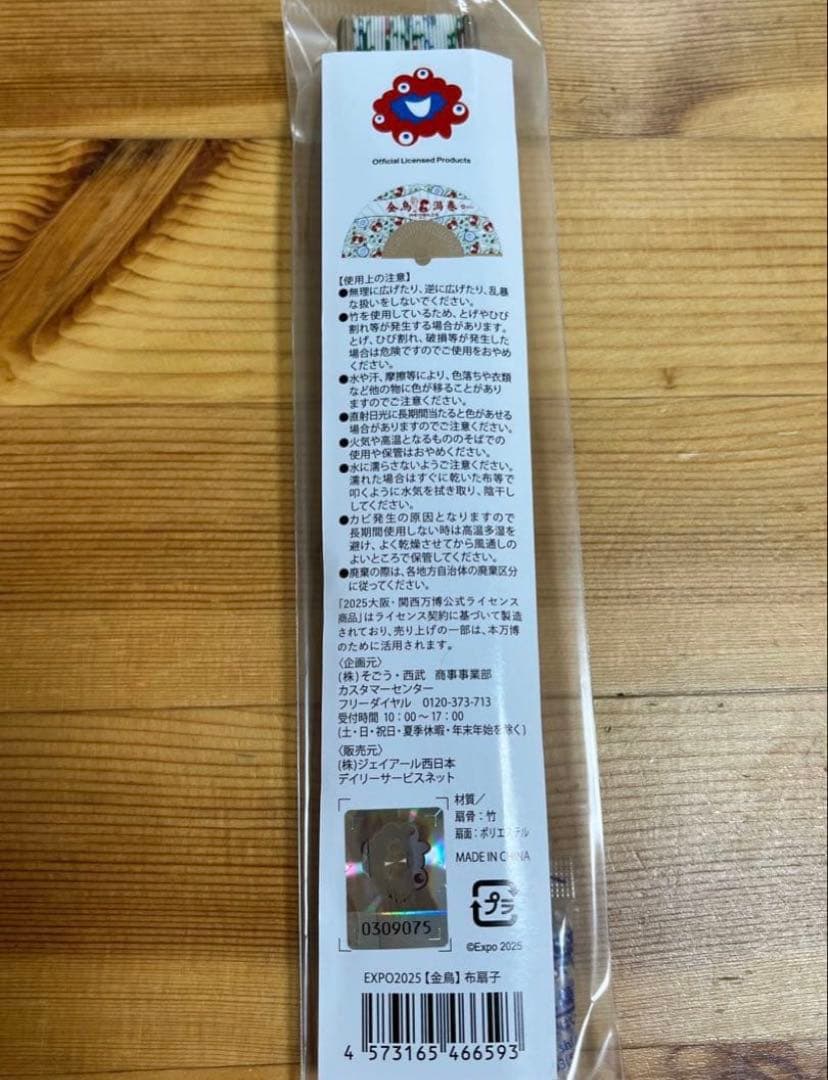 Official Licensed Products
金鳥 渦巻
【使用上の注意】
●無理に広げたり、逆に広げたり、乱暴
な扱いをしないでください。
●竹を使用しているため、とげやひび
割れ等が発生する場合があります。
とげ、ひび割れ、破損等が発生した
場合は危険ですのでご使用をおやめ
ください。
●水や汗、摩擦等により、色落ちや衣類
など他の物に色が移ることがあり
ますのでご注意ください。
●直射日光に長期間当たると色があせる
場合がありますのでご注意ください。
●火気や高温となるもののそばでの
使用や保管はおやめください。
●水に濡らさないようご注意ください。
濡れた場合はすぐに乾いた布等で
叩くように水気を拭き取り、陰干し
してください。
●カビ発生の原因となりますので
長期間使用しない時は高温多湿を
避け、よく乾燥させてから風通しの
よいところで保管してください。
●廃棄の際は、各地方自治体の廃棄区分
に従ってください。
「2025大阪・関西万博公式ライセンス
商品」はライセンス契約に基づいて製造
されており、売り上げの一部は、本万博
のために活用されます。
〈企画元〉
(株)そごう・西武 商事事業部
カスタマーセンター
フリーダイヤル 0120-373-713
受付時間 10：00～17：00
(土・日・祝日・夏季休暇・年末年始を除く)
〈販売元〉
(株)ジェイアール西日本
デイリーサービスネット
材質／
扇骨：竹
扇面：ポリエステル
MADE IN CHINA
プラ
0309075
©Expo 2025
EXPO2025【金鳥】布扇子
4 573165 466593